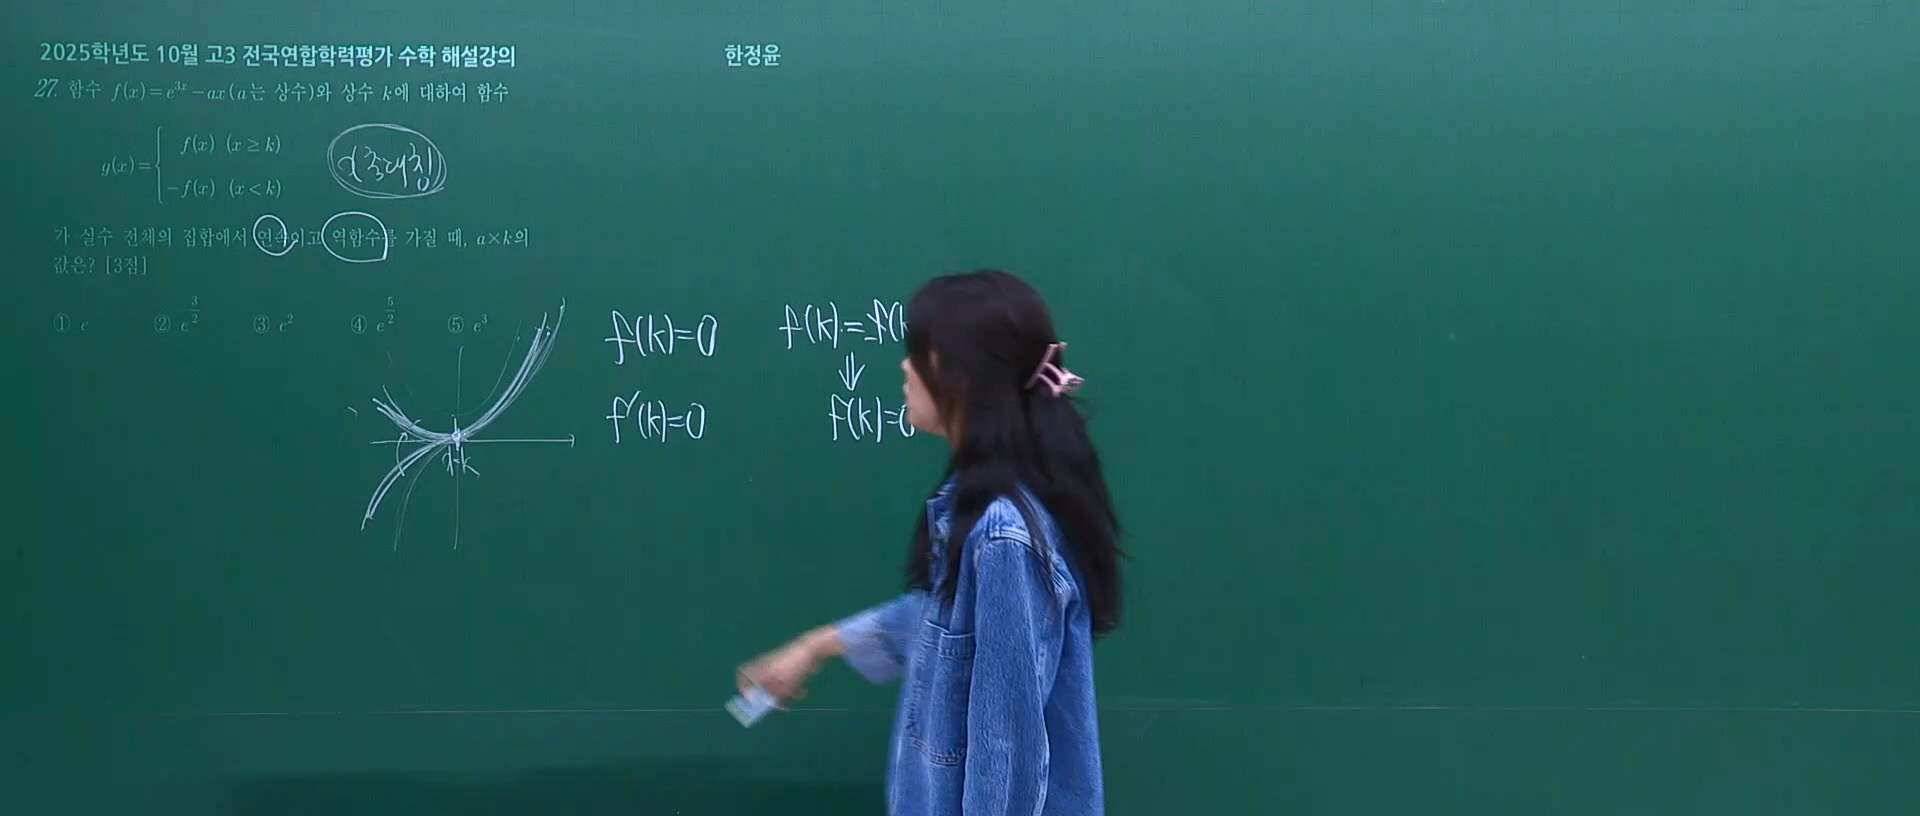 2025학년도 10월 고3 전국연합학력평가 수학 해설강의
한정윤
27. 함수 f(x)=e^{3x}-ax(a는 상수)와 상수 k에 대하여 함수
g(x)={ f(x) (x≥k)
-f(x) (x<k)
x축대칭
가 실수 전체의 집합에서 연속이고 역함수를 가질 때, a×k의
값은? [3점]
① e ② e^{3/2} ③ e^2 ④ e^{5/2} ⑤ e^3
f(k)=0
f(k)=-f(k
⇓
f'(k)=0
f(k)=0
x=k